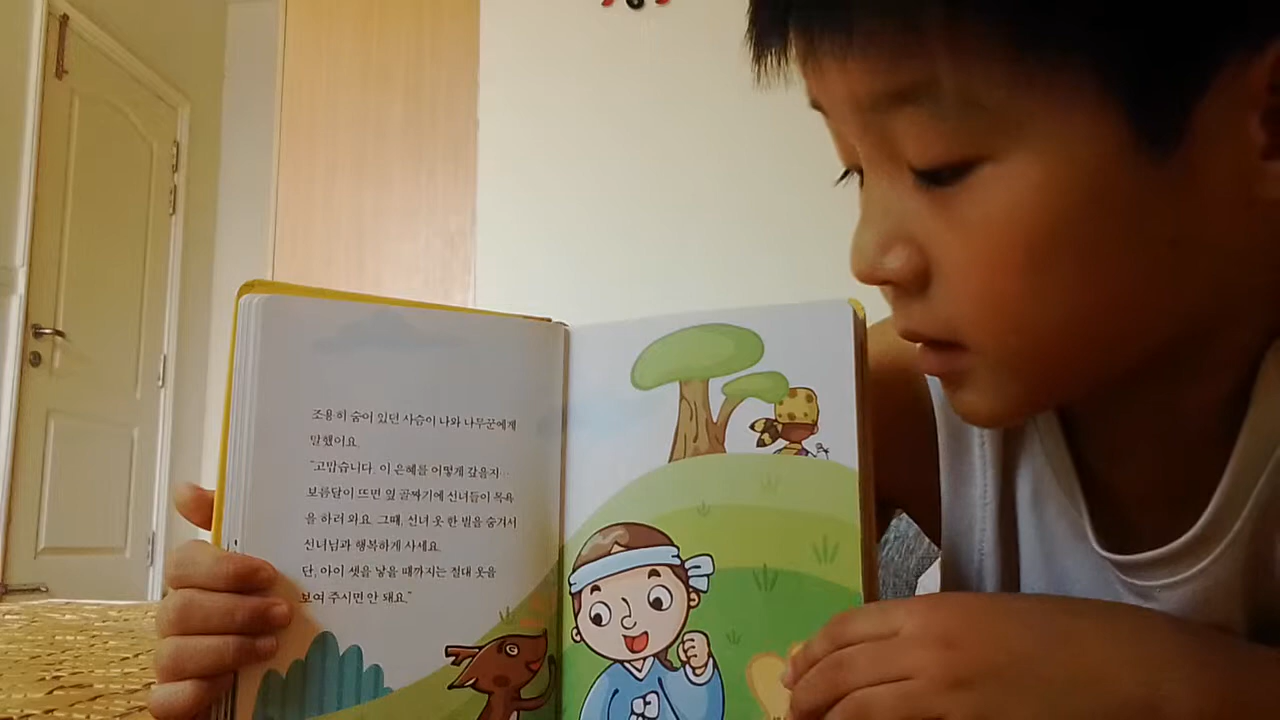 조용히 숨어 있던 사슴이 나와 나무꾼에게
말했어요.
"고맙습니다. 이 은혜를 어떻게 갚을지…
보름달이 뜨면 윗 골짜기에 선녀들이 목욕
을 하러 와요. 그때, 선녀 옷 한 벌을 숨겨서
선녀님과 행복하게 사세요.
단, 아이 셋을 낳을 때까지는 절대 옷을
보여 주시면 안 돼요."